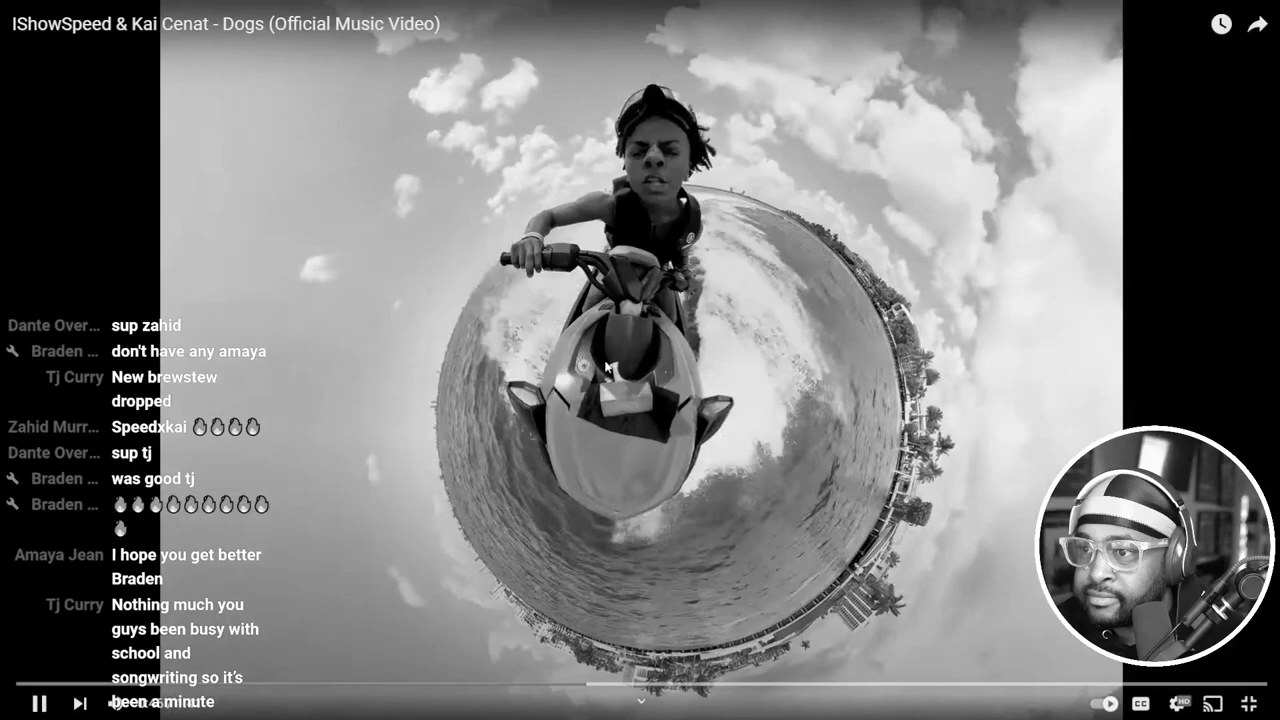 IShowSpeed & Kai Cenat - Dogs (Official Music Video)
Dante Over... sup zahid
Braden ... don't have any amaya
Tj Curry New brewstew
dropped
Zahid Murr... Speedxkai 🔥🔥🔥🔥
Dante Over... sup tj
Braden ... was good tj
Braden ... 🔥🔥🔥🔥🔥🔥🔥🔥🔥
🔥
Amaya Jean I hope you get better
Braden
Tj Curry Nothing much you
guys been busy with
school and
songwriting so it's
been a minute
CC
HD